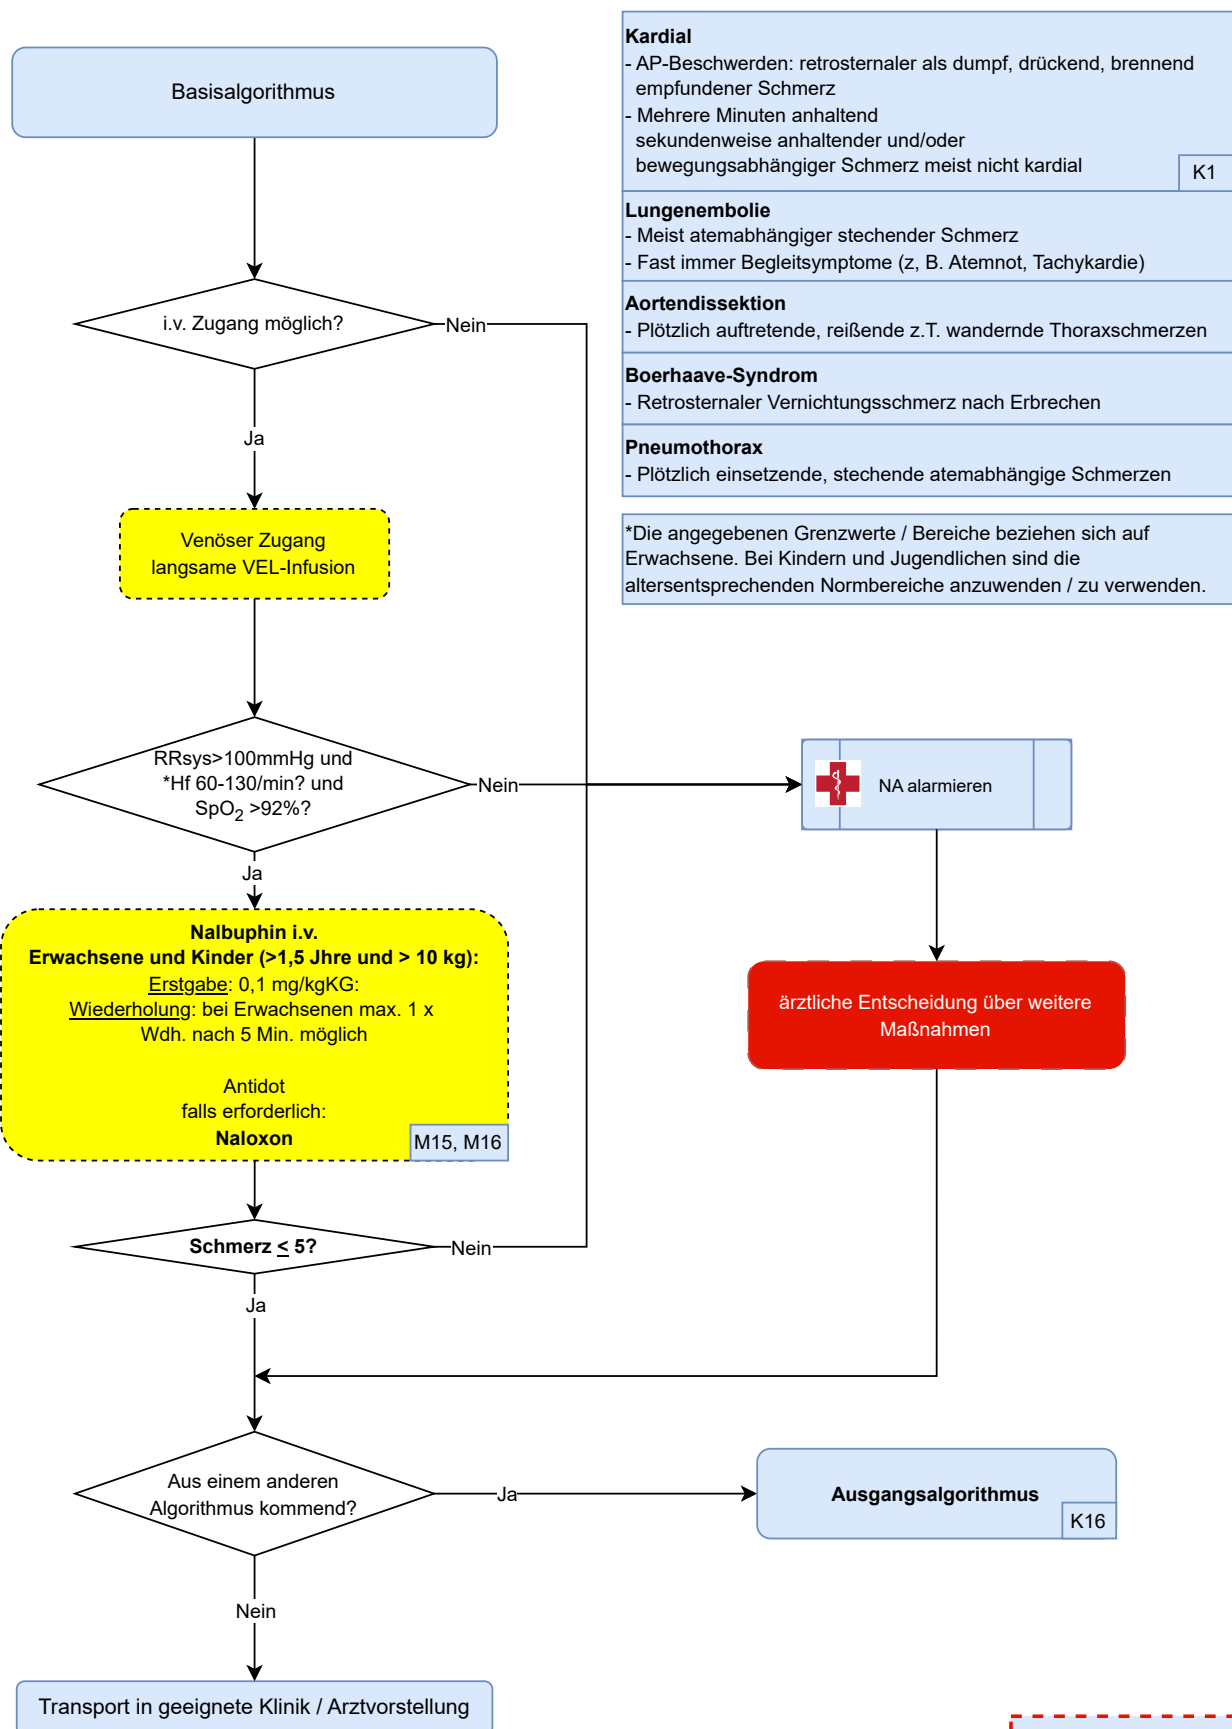 Basisalgorithmus
Kardial
- AP-Beschwerden: retrosternaler als dumpf, drückend, brennend
empfundener Schmerz
- Mehrere Minuten anhaltend
sekundenweise anhaltender und/oder
bewegungsabhängiger Schmerz meist nicht kardial
K1
Lungenembolie
- Meist atemabhängiger stechender Schmerz
- Fast immer Begleitsymptome (z, B. Atemnot, Tachykardie)
Aortendissektion
- Plötzlich auftretende, reißende z.T. wandernde Thoraxschmerzen
Boerhaave-Syndrom
- Retrosternaler Vernichtungsschmerz nach Erbrechen
Pneumothorax
- Plötzlich einsetzende, stechende atemabhängige Schmerzen
*Die angegebenen Grenzwerte / Bereiche beziehen sich auf
Erwachsene. Bei Kindern und Jugendlichen sind die
altersentsprechenden Normbereiche anzuwenden / zu verwenden.
i.v. Zugang möglich?
Nein
Ja
Venöser Zugang
langsame VEL-Infusion
RRsys>100mmHg und
*Hf 60-130/min? und
SpO2 >92%?
Nein
NA alarmieren
Ja
Nalbuphin i.v.
Erwachsene und Kinder (>1,5 Jhre und > 10 kg):
Erstgabe: 0,1 mg/kgKG:
Wiederholung: bei Erwachsenen max. 1 x
Wdh. nach 5 Min. möglich
Antidot
falls erforderlich:
Naloxon
M15, M16
ärztliche Entscheidung über weitere
Maßnahmen
Schmerz ≤ 5?
Nein
Ja
Aus einem anderen
Algorithmus kommend?
Ja
Ausgangsalgorithmus
K16
Nein
Transport in geeignete Klinik / Arztvorstellung